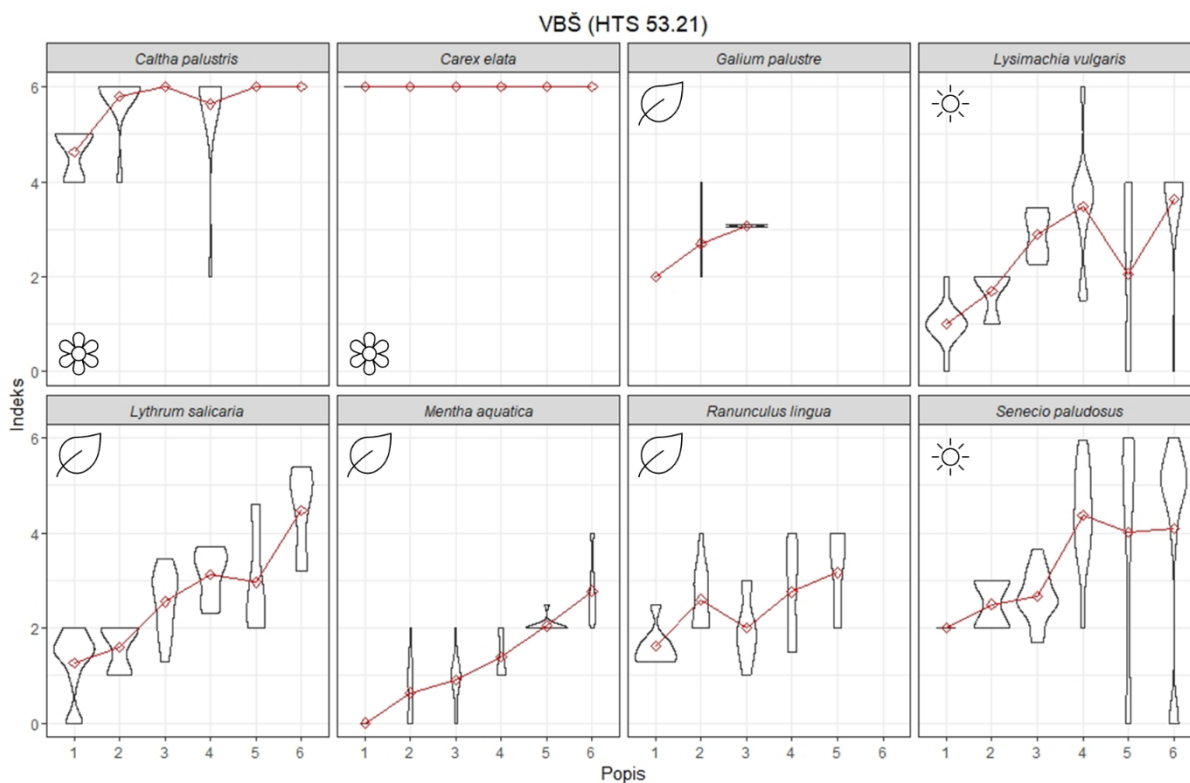 VBŠ (HTS 53.21)
Caltha palustris
Carex elata
Galium palustre
Lysimachia vulgaris
6
4
2
0
Indeks
Lythrum salicaria
Mentha aquatica
Ranunculus lingua
Senecio paludosus
6
4
2
0
1 2 3 4 5 6
1 2 3 4 5 6
1 2 3 4 5 6
1 2 3 4 5 6
Popis